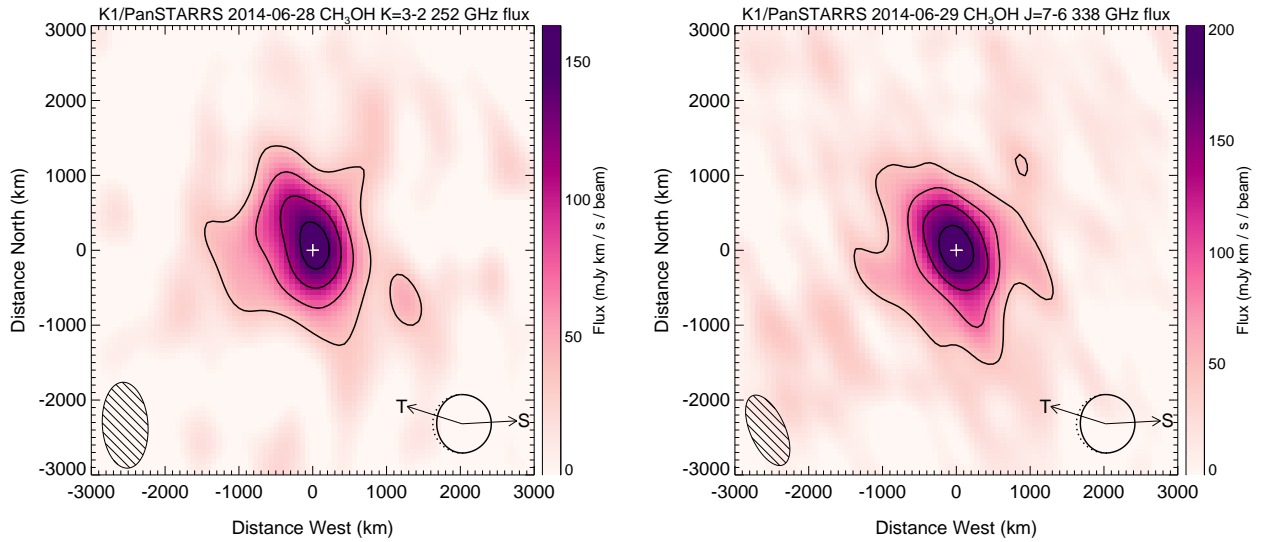 K1/PanSTARRS 2014-06-28 CH₃OH K=3-2 252 GHz flux
3000
2000
1000
0
-1000
-2000
-3000
-3000 -2000 -1000 0 1000 2000 3000
Distance North (km)
Distance West (km)
T
S
150
100
50
0
Flux (mJy km / s / beam)
K1/PanSTARRS 2014-06-29 CH₃OH J=7-6 338 GHz flux
3000
2000
1000
0
-1000
-2000
-3000
-3000 -2000 -1000 0 1000 2000 3000
Distance North (km)
Distance West (km)
T
S
200
150
100
50
0
Flux (mJy km / s / beam)